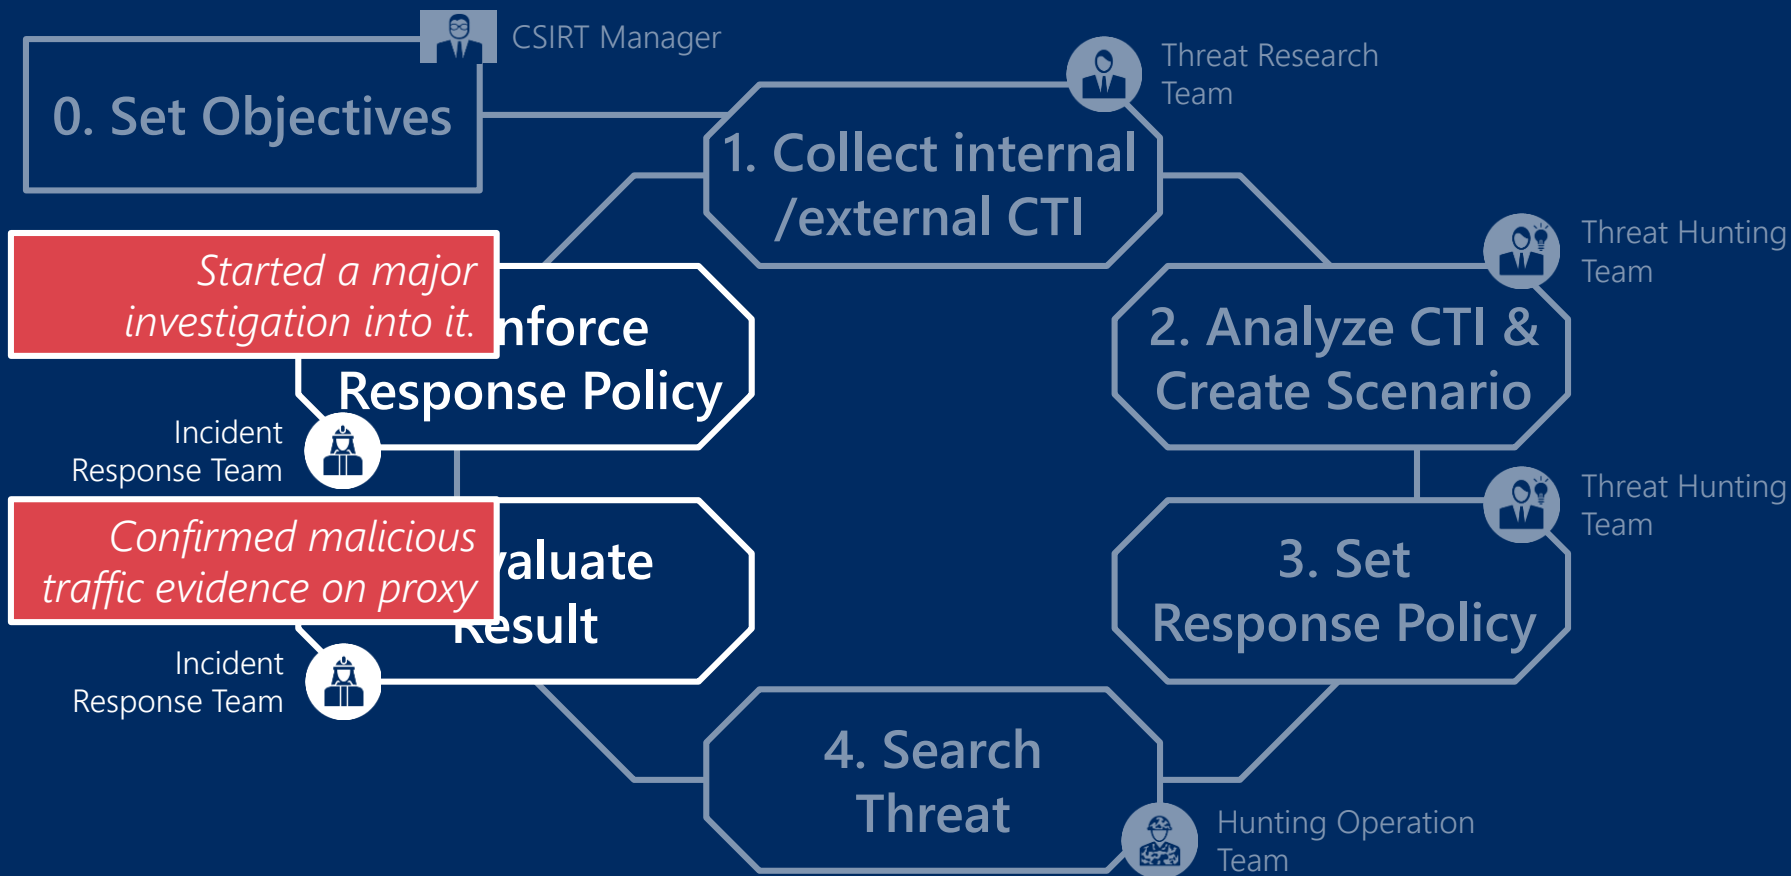 CSIRT Manager
0. Set Objectives
Threat Research
Team
1. Collect internal
/external CTI
Threat Hunting
Team
2. Analyze CTI &
Create Scenario
Started a major
investigation into it.
nforce
Response Policy
Incident
Response Team
Threat Hunting
Team
3. Set
Response Policy
Confirmed malicious
traffic evidence on proxy
valuate
Result
Incident
Response Team
4. Search
Threat
Hunting Operation
Team